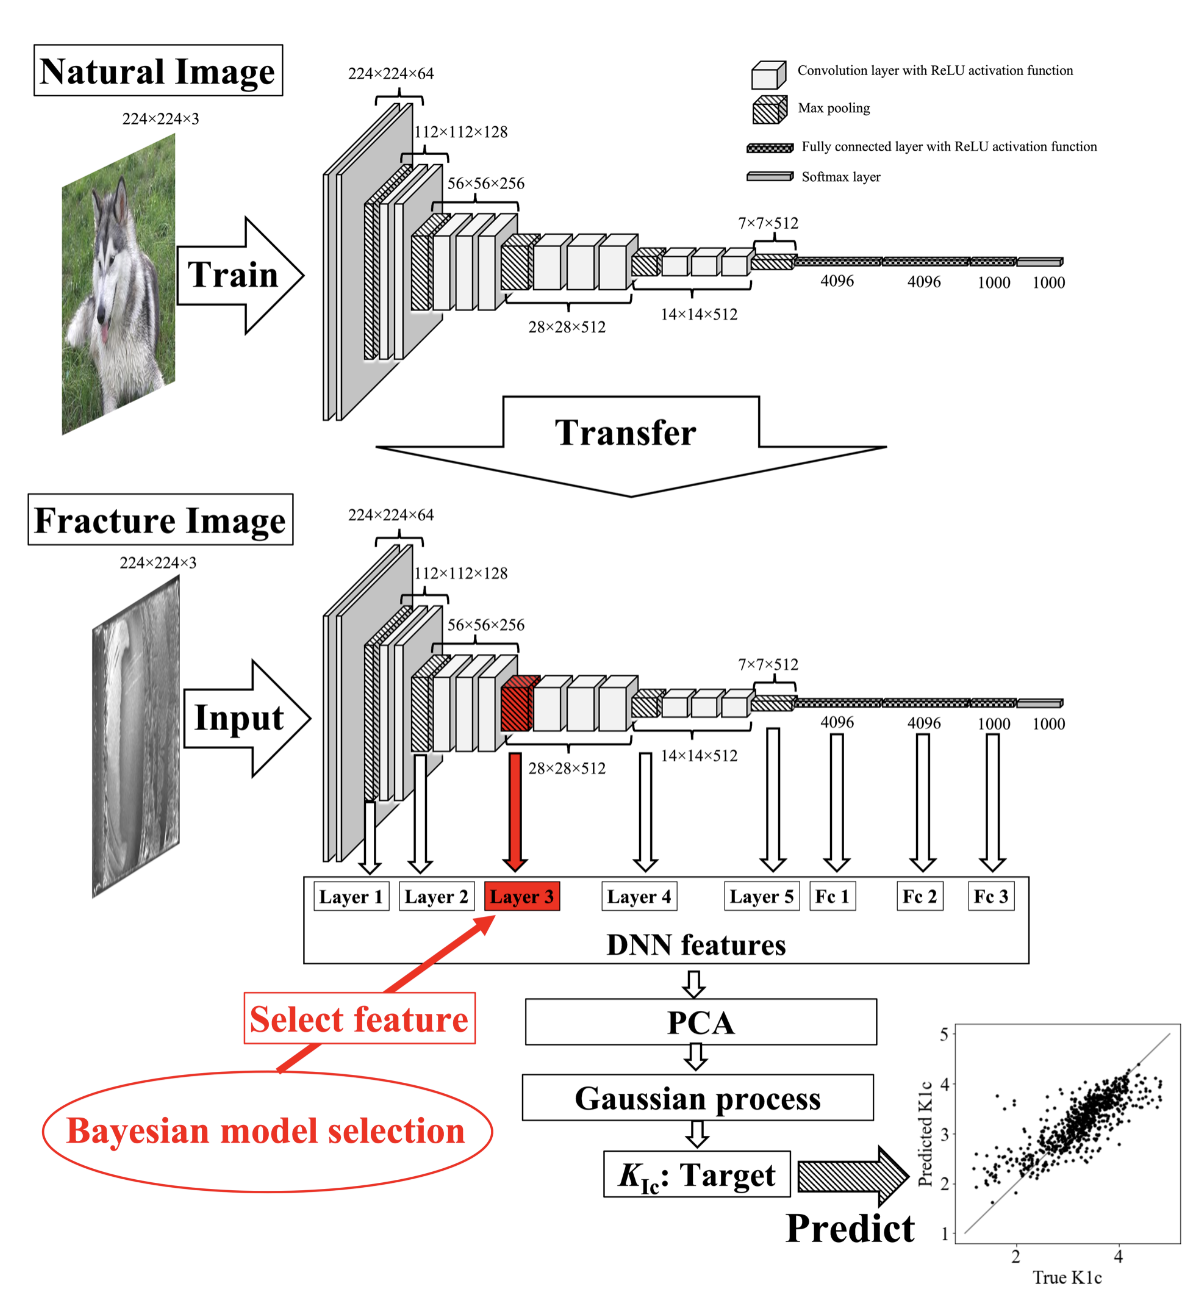 Natural Image
224×224×3
Train
224×224×64
112×112×128
56×56×256
28×28×512
14×14×512
7×7×512
4096
4096
1000
1000
Convolution layer with ReLU activation function
Max pooling
Fully connected layer with ReLU activation function
Softmax layer
Transfer
Fracture Image
224×224×3
Input
224×224×64
112×112×128
56×56×256
28×28×512
14×14×512
7×7×512
4096
4096
1000
1000
Layer 1
Layer 2
Layer 3
Layer 4
Layer 5
Fc 1
Fc 2
Fc 3
DNN features
Select feature
Bayesian model selection
PCA
Gaussian process
KIc: Target
Predict
Predicted K1c
5
4
3
2
1
2
4
True K1c